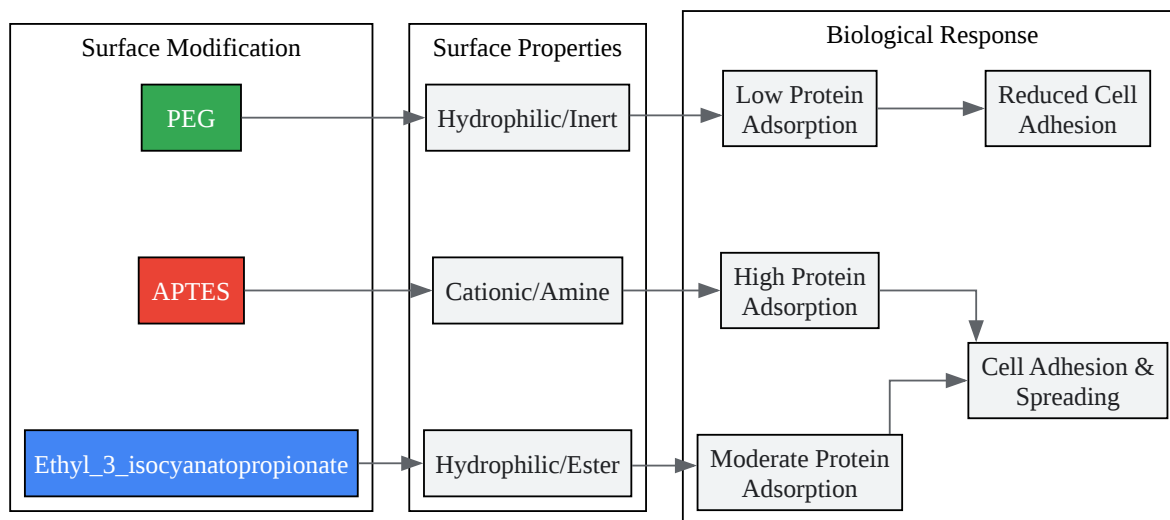 Surface Modification
Surface Properties
Biological Response
PEG
Hydrophilic/Inert
Low Protein
Adsorption
Reduced Cell
Adhesion
APTES
Cationic/Amine
High Protein
Adsorption
Cell Adhesion &
Spreading
Ethyl_3_isocyanatopropionate
Hydrophilic/Ester
Moderate Protein
Adsorption